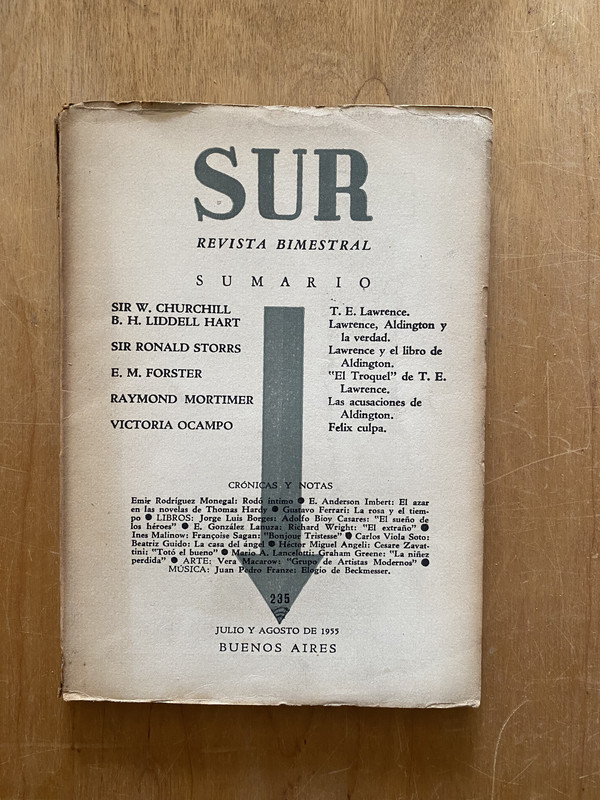 SUR
REVISTA BIMESTRAL
SUMARIO
SIR W. CHURCHILL T. E. Lawrence.
B. H. LIDDELL HART Lawrence, Aldington y
la verdad.
SIR RONALD STORRS Lawrence y el libro de
Aldington.
E. M. FORSTER "El Troquel" de T. E.
Lawrence.
RAYMOND MORTIMER Las acusaciones de
Aldington.
VICTORIA OCAMPO Felix culpa.
CRÓNICAS Y NOTAS
Emir Rodríguez Monegal: Rodó íntimo ● E. Anderson Imbert: El azar
en las novelas de Thomas Hardy ● Gustavo Ferrari: La rosa y el tiem-
po ● LIBROS: Jorge Luis Borges: Adolfo Bioy Casares: "El sueño de
los héroes" ● E. González Lanuza: Richard Wright: "El extraño" ●
Ines Malinow: Françoise Sagan: "Bonjour Tristesse" ● Carlos Viola Soto:
Beatriz Guido: La casa del ángel ● Héctor Miguel Angeli: Cesare Zavat-
tini: "Totó el bueno" ● Mario A. Lancelotti: Graham Greene: "La niñez
perdida" ● ARTE: Vera Macarow: "Grupo de Artistas Modernos" ●
MÚSICA: Juan Pedro Franze: Elogio de Beckmesser.
235
JULIO Y AGOSTO DE 1955
BUENOS AIRES